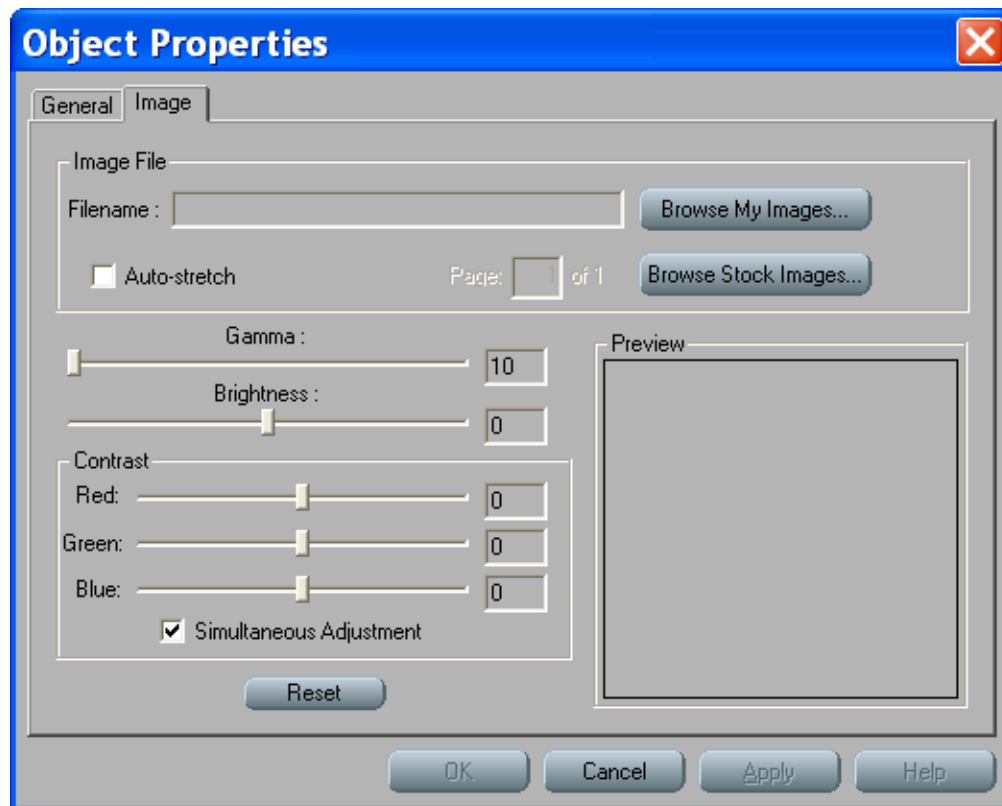 Object Properties
General Image
Image File
Filename : Browse My Images...
Auto-stretch Page: 1 of 1 Browse Stock Images...
Gamma :
10
Brightness :
0
Contrast
Red: 0
Green: 0
Blue: 0
Simultaneous Adjustment
Reset
Preview
OK Cancel Apply Help